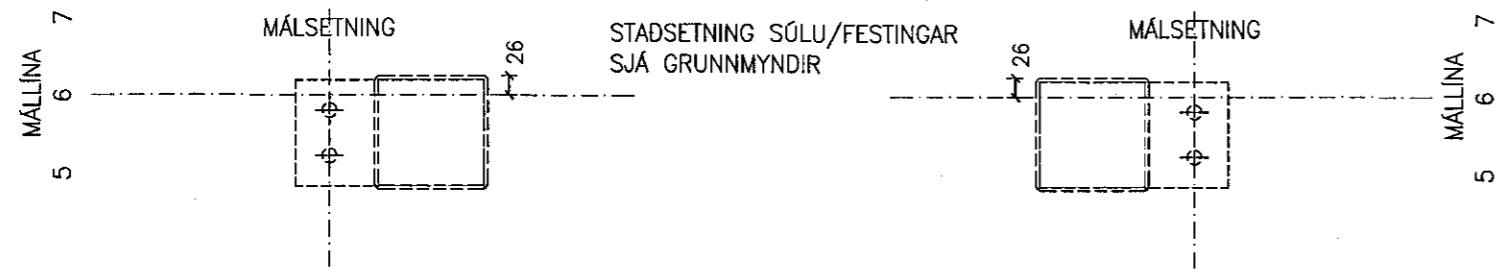 7
MÁLLÍNA
6
5
MÁLSETNING
26
STAÐSETNING SÚLU/FESTINGAR
SJÁ GRUNNMYNDIR
26
MÁLSETNING
7
MÁLLÍNA
6
5